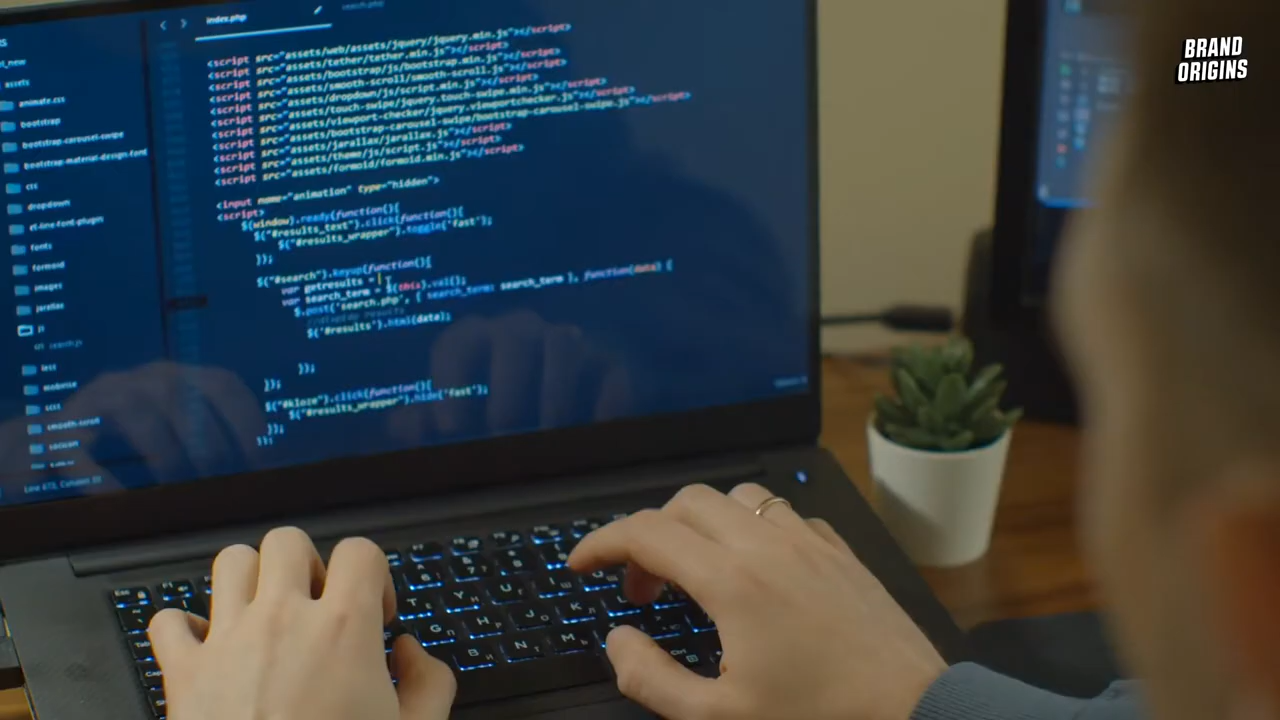 index.php
search.php
BRAND
ORIGINS
assets
animate.css
bootstrap
bootstrap-carousel-swipe
bootstrap-material-design-font
css
dropdown
et-line-font-plugin
fonts
formoid
images
jarallax
js
search.js
less
mobirise
smooth-scroll
socicon
<script src="assets/web/assets/jquery/jquery.min.js"></script>
<script src="assets/tether/tether.min.js"></script>
<script src="assets/bootstrap/js/bootstrap.min.js"></script>
<script src="assets/smooth-scroll/smooth-scroll.js"></script>
<script src="assets/dropdown/js/script.min.js"></script>
<script src="assets/touch-swipe/jquery.touch-swipe.min.js"></script>
<script src="assets/viewport-checker/jquery.viewportchecker.js"></script>
<script src="assets/bootstrap-carousel-swipe/bootstrap-carousel-swipe.js"></script>
<script src="assets/jarallax/jarallax.js"></script>
<script src="assets/theme/js/script.js"></script>
<script src="assets/formoid/formoid.min.js"></script>
<input name="animation" type="hidden">
<script>
$(window).ready(function(){
$("#results_text").click(function(){
$("#results_wrapper").toggle('fast');
});
$("#search").keyup(function(){
var getresults =
var search_term = $(this).val();
$.post('search.php', { search_term: search_term }, function(data) {
$("#results").html(data);
});
});
$("#kloze").click(function(){
$("#results_wrapper").hide('fast');
});
});
Esc
Tab
6
T Y U I
G H J K L
B N M
Ctrl